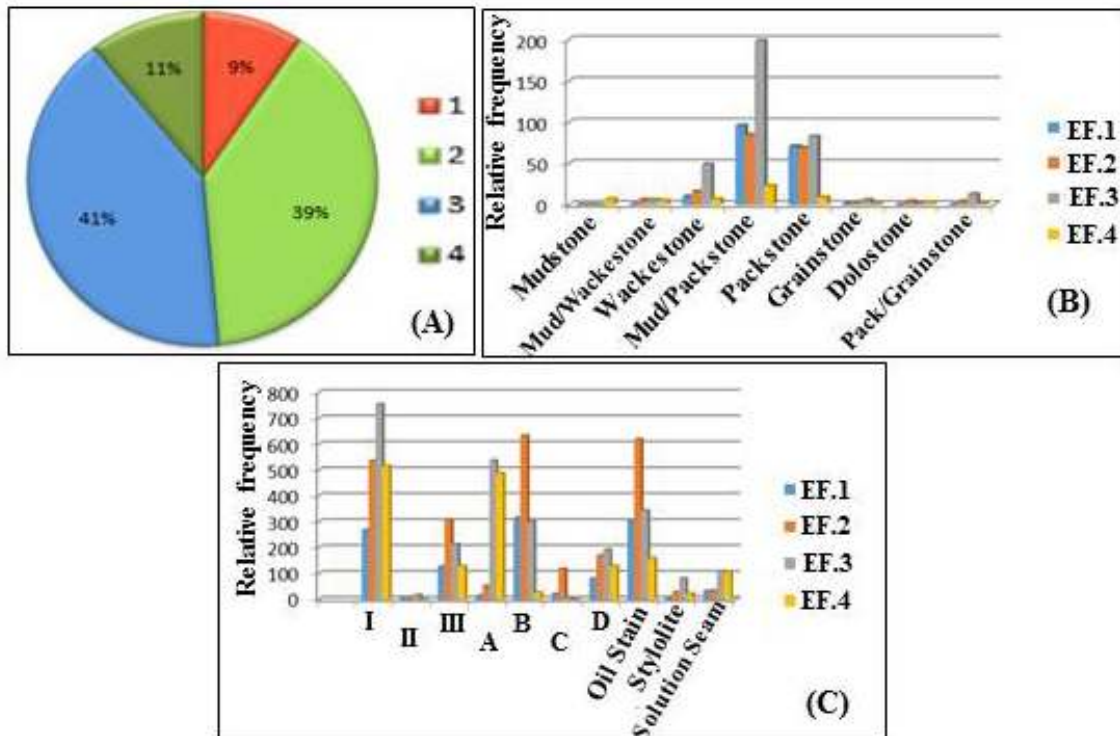 9%
39%
41%
11%
1
2
3
4
(A)
Relative frequency
200
150
100
50
0
Mudstone
Mud/Wackestone
Wackestone
Mud/Packstone
Packstone
Grainstone
Dolostone
Pack/Grainstone
EF.1
EF.2
EF.3
EF.4
(B)
Relative frequency
800
700
600
500
400
300
200
100
0
I
II
III
A
B
C
D
Oil Stain
Stylolite
Solution Seam
EF.1
EF.2
EF.3
EF.4
(C)